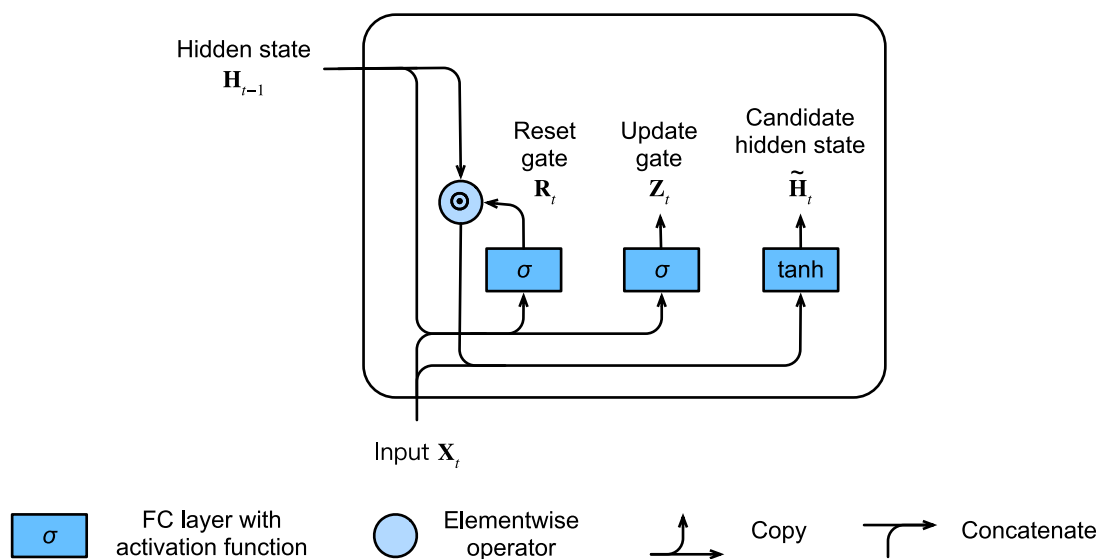 Hidden state
H_{t−1}
Reset
gate
R_t
Update
gate
Z_t
Candidate
hidden state
H̃_t
⊙
σ
σ
tanh
Input X_t
σ
FC layer with
activation function
Elementwise
operator
Copy
Concatenate